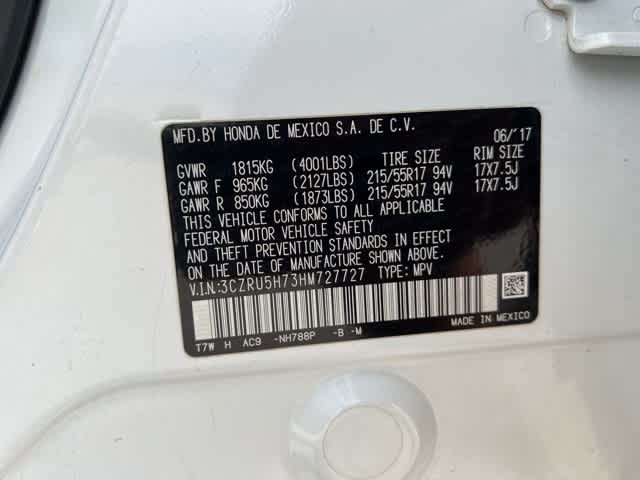 MFD.BY HONDA DE MEXICO S.A. DE C.V. 06/'17
GVWR 1815KG (4001LBS) TIRE SIZE RIM SIZE
GAWR F 965KG (2127LBS) 215/55R17 94V 17X7.5J
GAWR R 850KG (1873LBS) 215/55R17 94V 17X7.5J
THIS VEHICLE CONFORMS TO ALL APPLICABLE
FEDERAL MOTOR VEHICLE SAFETY
AND THEFT PREVENTION STANDARDS IN EFFECT
ON THE DATE OF MANUFACTURE SHOWN ABOVE.
V.I.N.:3CZRU5H73HM727727 TYPE: MPV
T7W H AC9 -NH788P -B -M MADE IN MEXICO